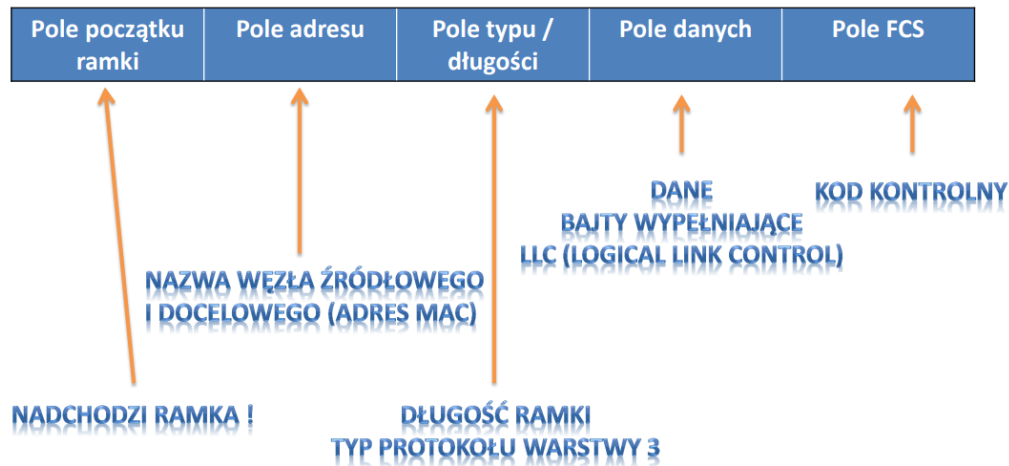 Pole początku
ramki
Pole adresu
Pole typu /
długości
Pole danych
Pole FCS
DANE
BAJTY WYPEŁNIAJĄCE
LLC (LOGICAL LINK CONTROL)
KOD KONTROLNY
NAZWA WĘZŁA ŹRÓDŁOWEGO
I DOCELOWEGO (ADRES MAC)
NADCHODZI RAMKA !
DŁUGOŚĆ RAMKI
TYP PROTOKOŁU WARSTWY 3